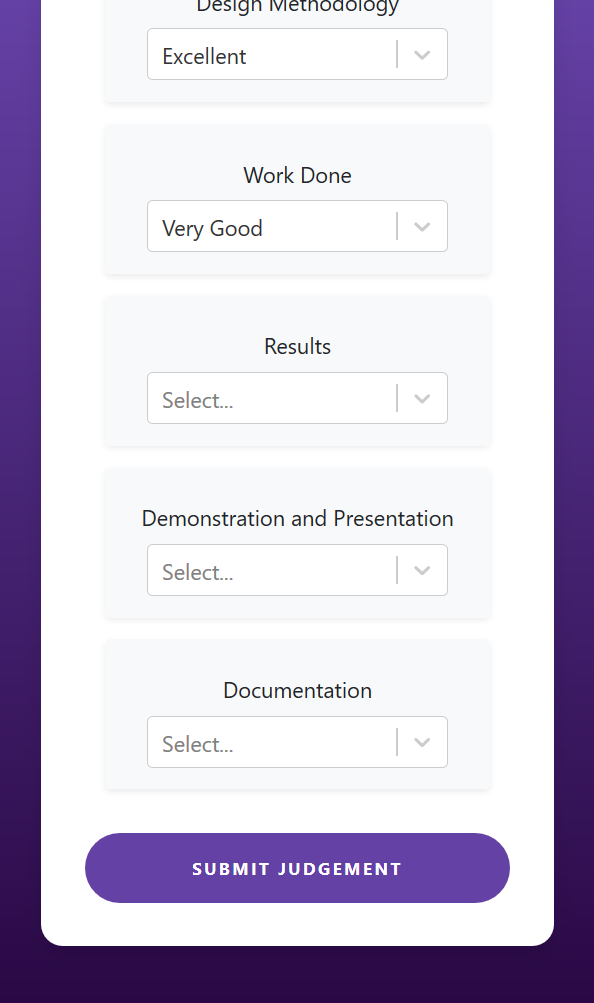 Design Methodology
Excellent
Work Done
Very Good
Results
Select...
Demonstration and Presentation
Select...
Documentation
Select...
SUBMIT JUDGEMENT